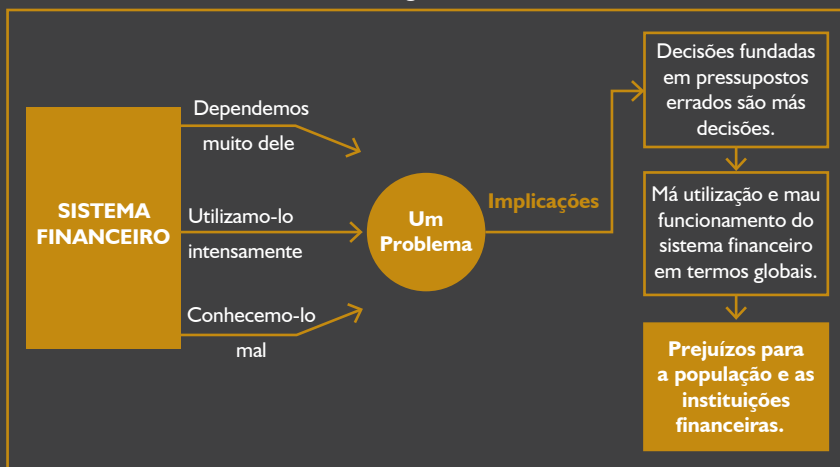 SISTEMA
FINANCEIRO
Dependemos
muito dele
Utilizamo-lo
intensamente
Conhecemo-lo
mal
Um
Problema
Implicações
Decisões fundadas
em pressupostos
errados são más
decisões.
Má utilização e mau
funcionamento do
sistema financeiro
em termos globais.
Prejuízos para
a população e as
instituições
financeiras.